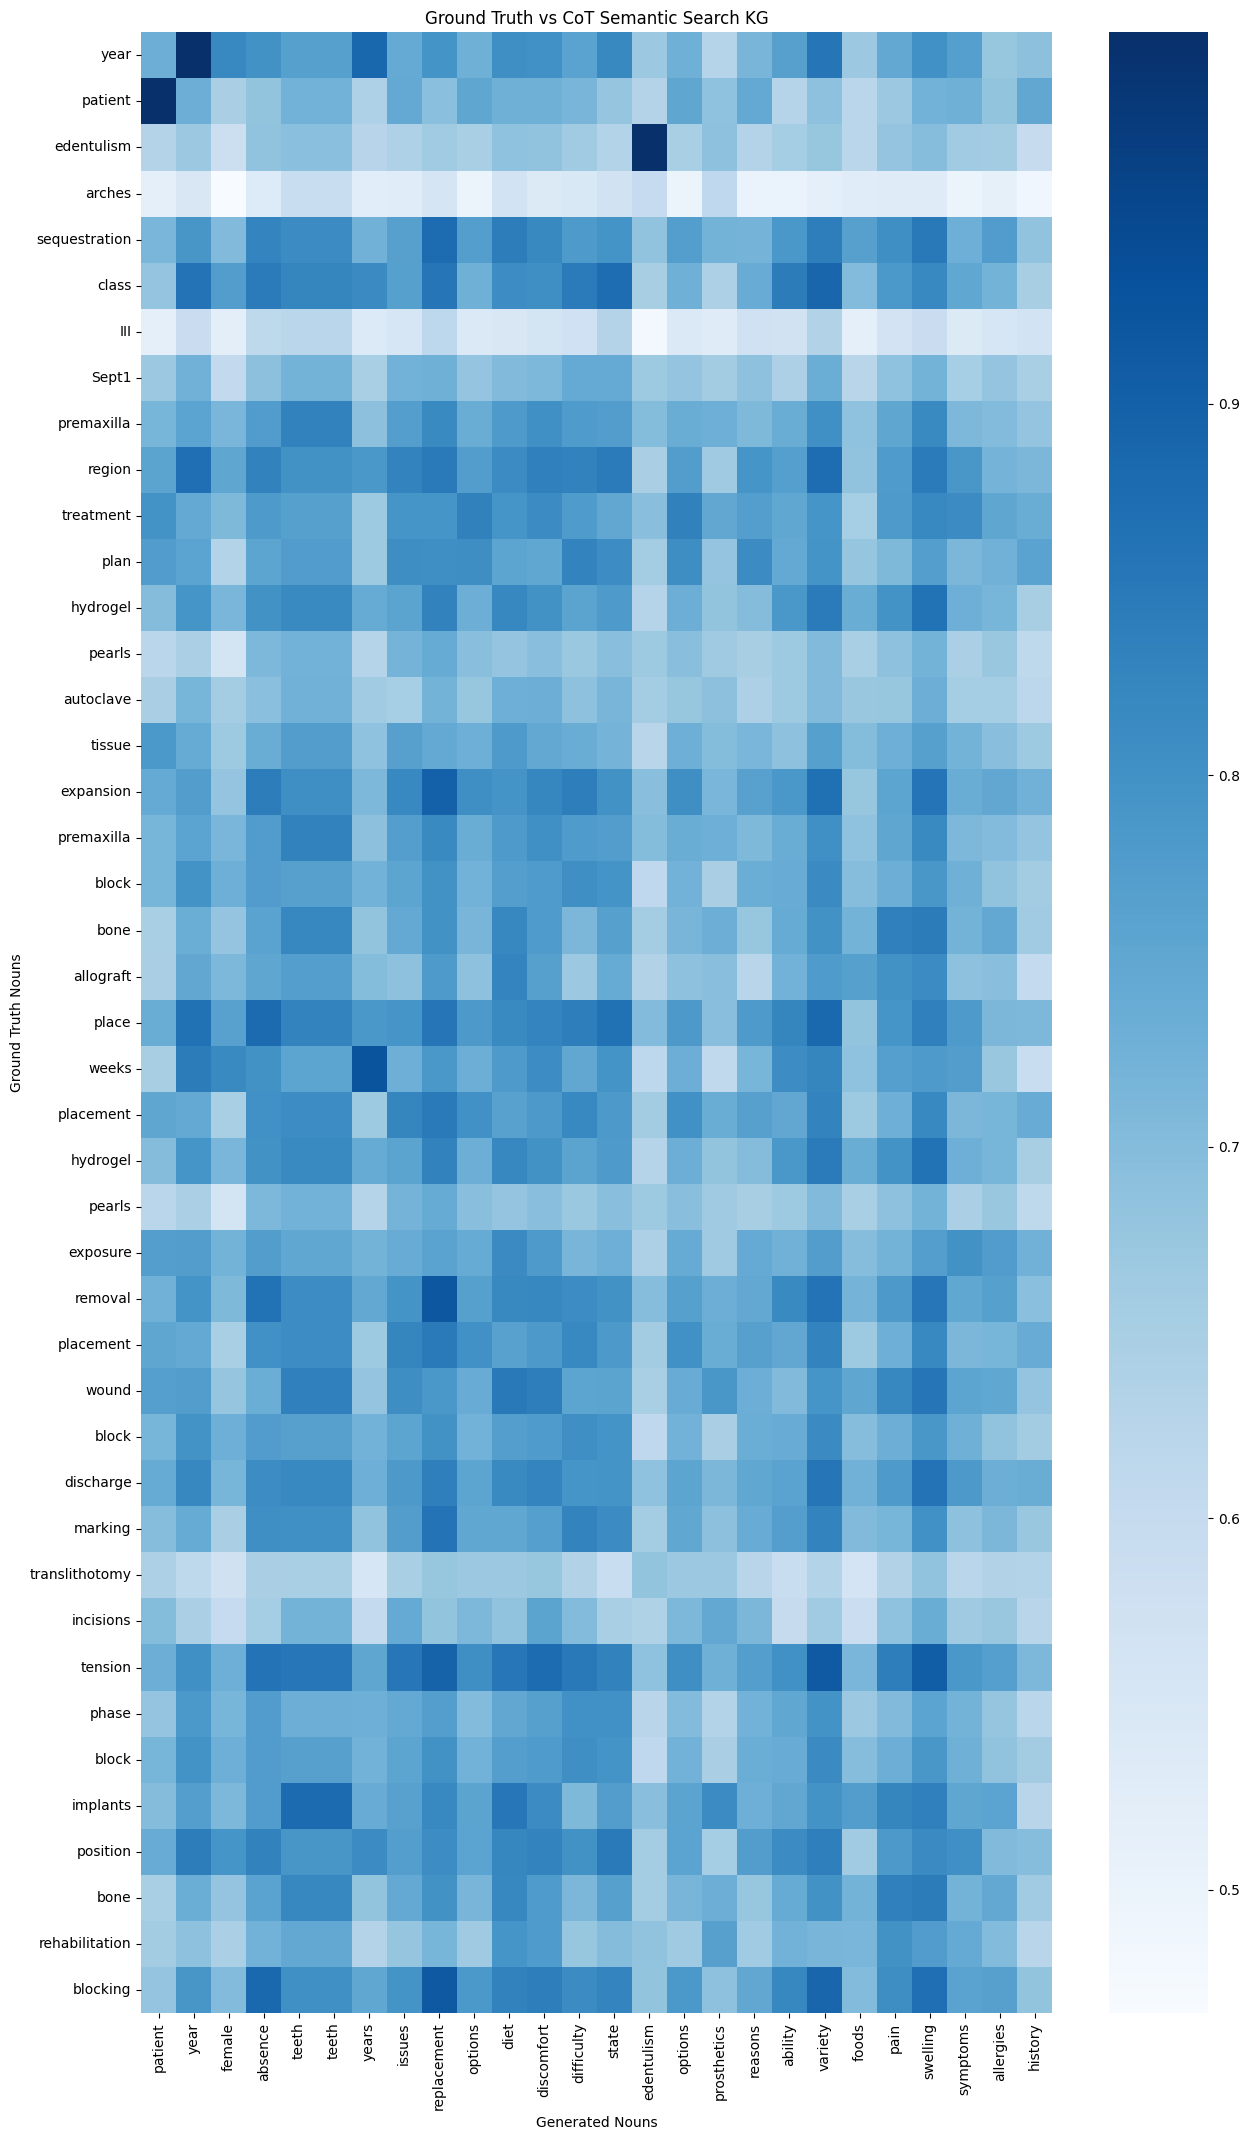 Ground Truth vs CoT Semantic Search KG
year
patient
edentulism
arches
sequestration
class
III
Sept1
premaxilla
region
treatment
plan
hydrogel
pearls
autoclave
tissue
expansion
premaxilla
block
bone
allograft
place
weeks
placement
hydrogel
pearls
exposure
removal
placement
wound
block
discharge
marking
translithotomy
incisions
tension
phase
block
implants
position
bone
rehabilitation
blocking
Ground Truth Nouns
patient
year
female
absence
teeth
teeth
years
issues
replacement
options
diet
discomfort
difficulty
state
edentulism
options
prosthetics
reasons
ability
variety
foods
pain
swelling
symptoms
allergies
history
Generated Nouns
0.9
0.8
0.7
0.6
0.5